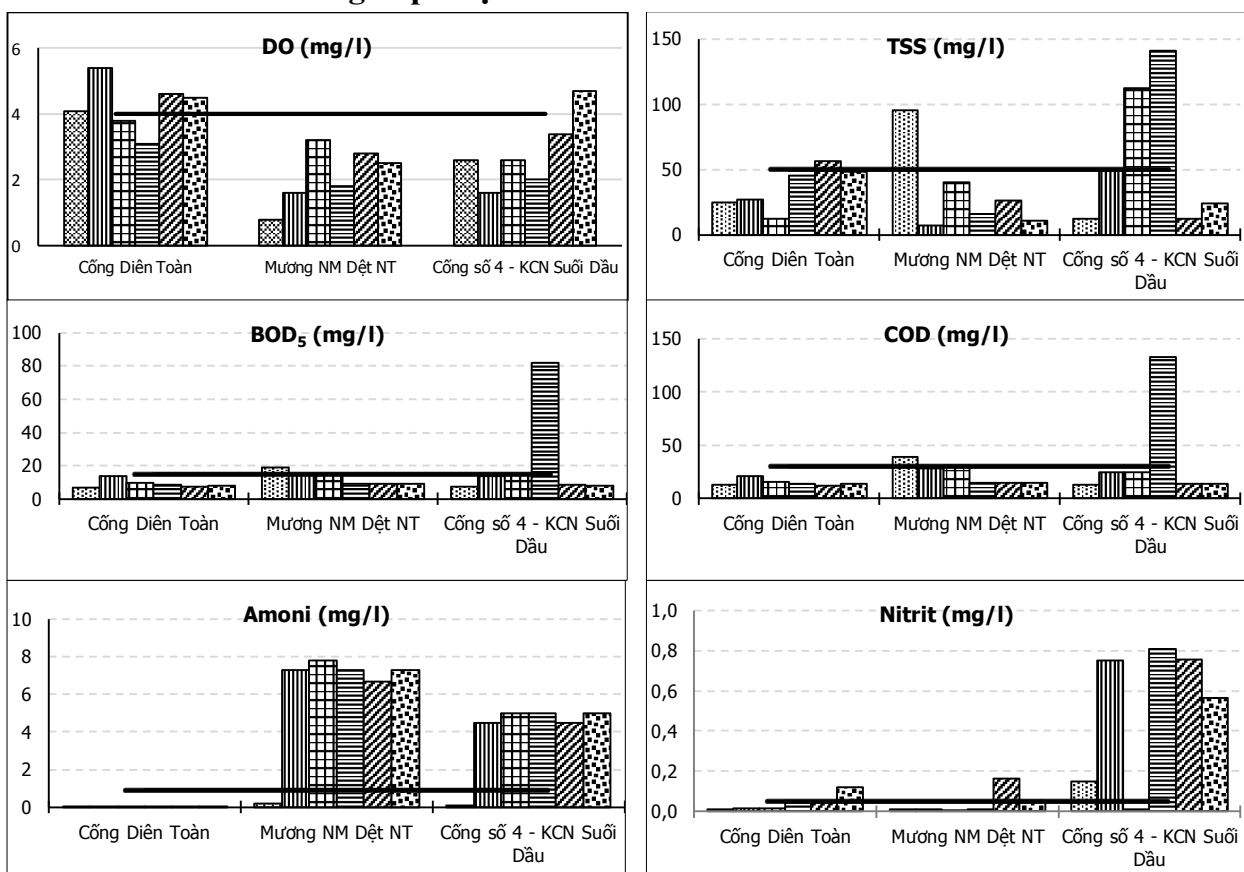 DO (mg/l)
6
4
2
0
Cống Diên Toàn
Mương NM Dệt NT
Cống số 4 - KCN Suối Dầu
TSS (mg/l)
150
100
50
0
Cống Diên Toàn
Mương NM Dệt NT
Cống số 4 - KCN Suối
Dầu
BOD₅ (mg/l)
100
80
60
40
20
0
Cống Diên Toàn
Mương NM Dệt NT
Cống số 4 - KCN Suối
Dầu
COD (mg/l)
150
100
50
0
Cống Diên Toàn
Mương NM Dệt NT
Cống số 4 - KCN Suối
Dầu
Amoni (mg/l)
10
8
6
4
2
0
Cống Diên Toàn
Mương NM Dệt NT
Cống số 4 - KCN Suối
Dầu
Nitrit (mg/l)
1,0
0,8
0,6
0,4
0,2
0,0
Cống Diên Toàn
Mương NM Dệt NT
Cống số 4 - KCN Suối
Dầu